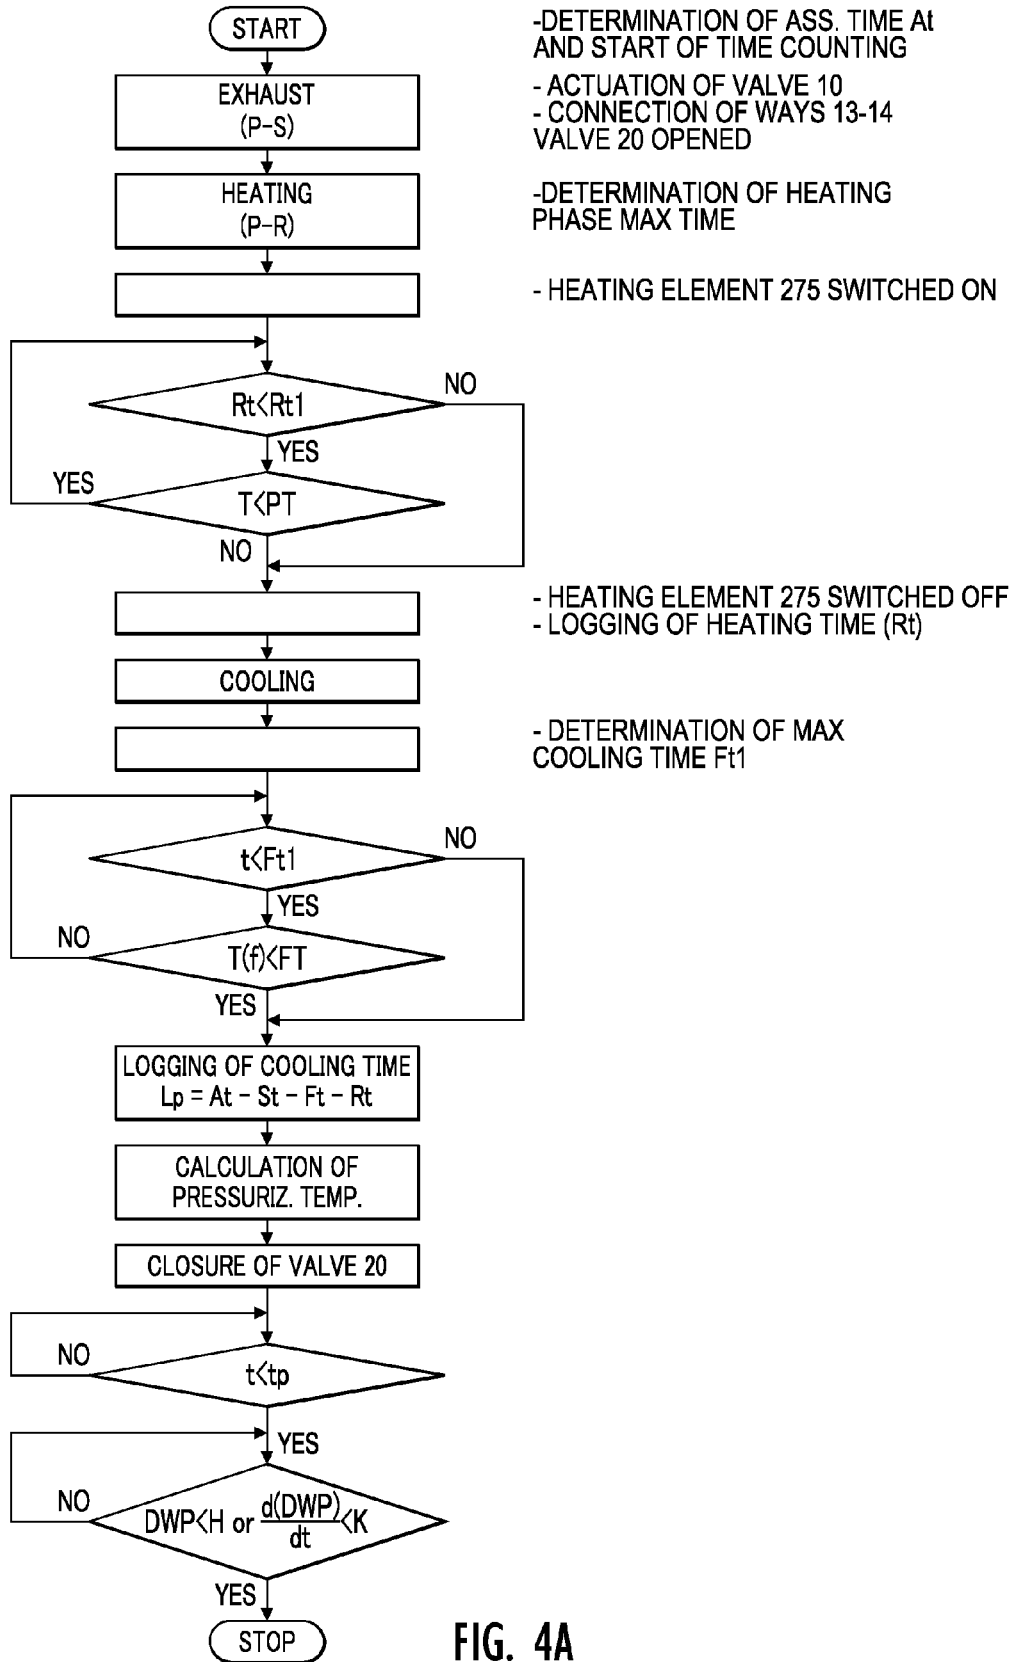 START
-DETERMINATION OF ASS. TIME At
AND START OF TIME COUNTING
EXHAUST
(P-S)
- ACTUATION OF VALVE 10
- CONNECTION OF WAYS 13-14
VALVE 20 OPENED
HEATING
(P-R)
-DETERMINATION OF HEATING
PHASE MAX TIME
- HEATING ELEMENT 275 SWITCHED ON
Rt<Rt1
NO
YES
YES
T<PT
NO
- HEATING ELEMENT 275 SWITCHED OFF
- LOGGING OF HEATING TIME (Rt)
COOLING
- DETERMINATION OF MAX
COOLING TIME Ft1
t<Ft1
NO
YES
NO
T(f)<FT
YES
LOGGING OF COOLING TIME
Lp = At - St - Ft - Rt
CALCULATION OF
PRESSURIZ. TEMP.
CLOSURE OF VALVE 20
NO
t<tp
YES
NO
DWP<H or d(DWP)/dt <K
YES
STOP
FIG. 4A